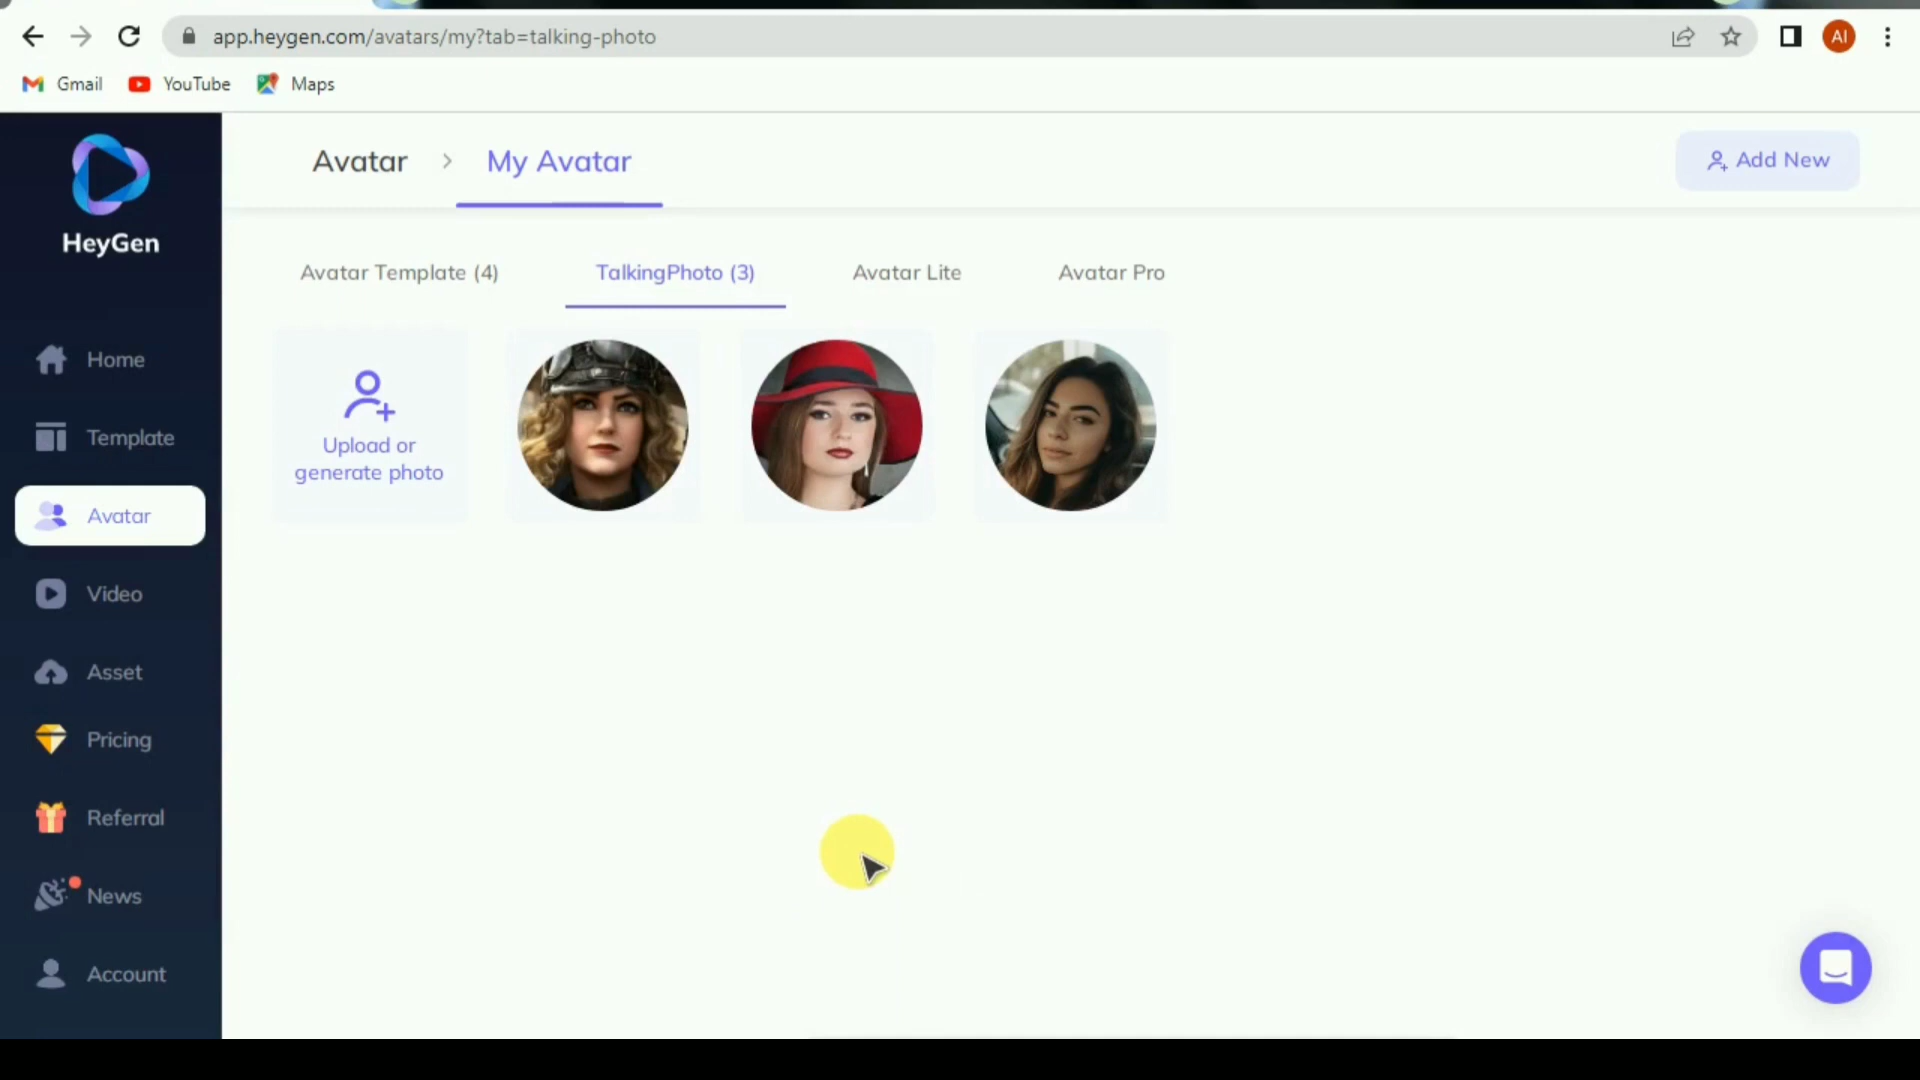 app.heygen.com/avatars/my?tab=talking-photo
AI
Gmail
YouTube
Maps
HeyGen
Avatar
My Avatar
Add New
Avatar Template (4)
TalkingPhoto (3)
Avatar Lite
Avatar Pro
Upload or
generate photo
Home
Template
Avatar
Video
Asset
Pricing
Referral
News
Account